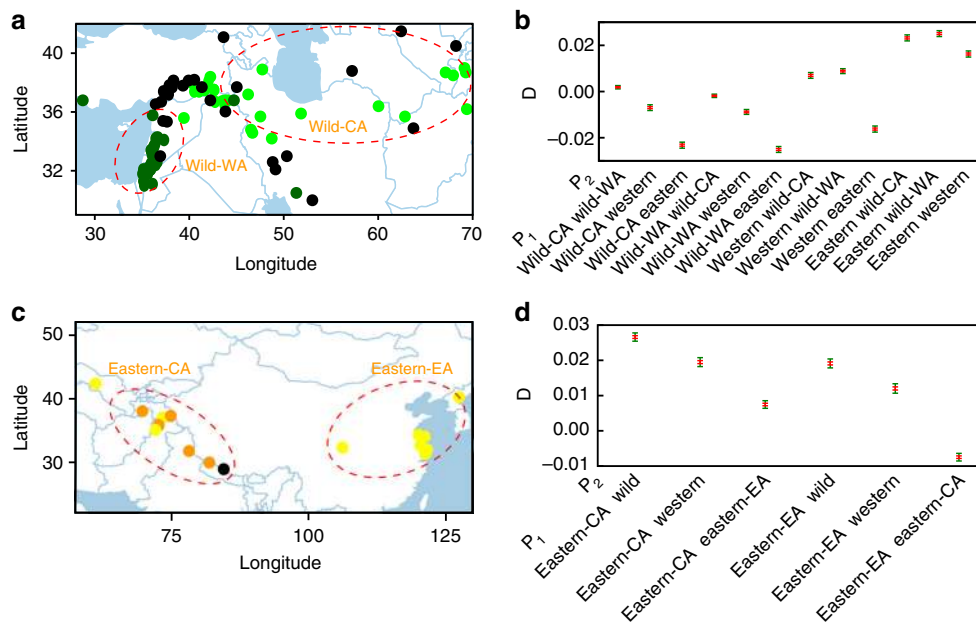 a
Latitude
40
36
32
Wild-CA
Wild-WA
30
40
50
60
70
Longitude
b
D
0.02
0.00
−0.02
P2
P1
Wild-CA wild-WA
Wild-CA western
Wild-CA eastern
Wild-WA wild-CA
Wild-WA western
Wild-WA eastern
Western wild-CA
Western wild-WA
Western eastern
Eastern wild-CA
Eastern wild-WA
Eastern western
c
Latitude
50
40
30
Eastern-CA
Eastern-EA
75
100
125
Longitude
d
D
0.03
0.02
0.01
0.00
−0.01
P2
P1
Eastern-CA wild
Eastern-CA western
Eastern-CA eastern-EA
Eastern-EA wild
Eastern-EA western
Eastern-EA eastern-CA